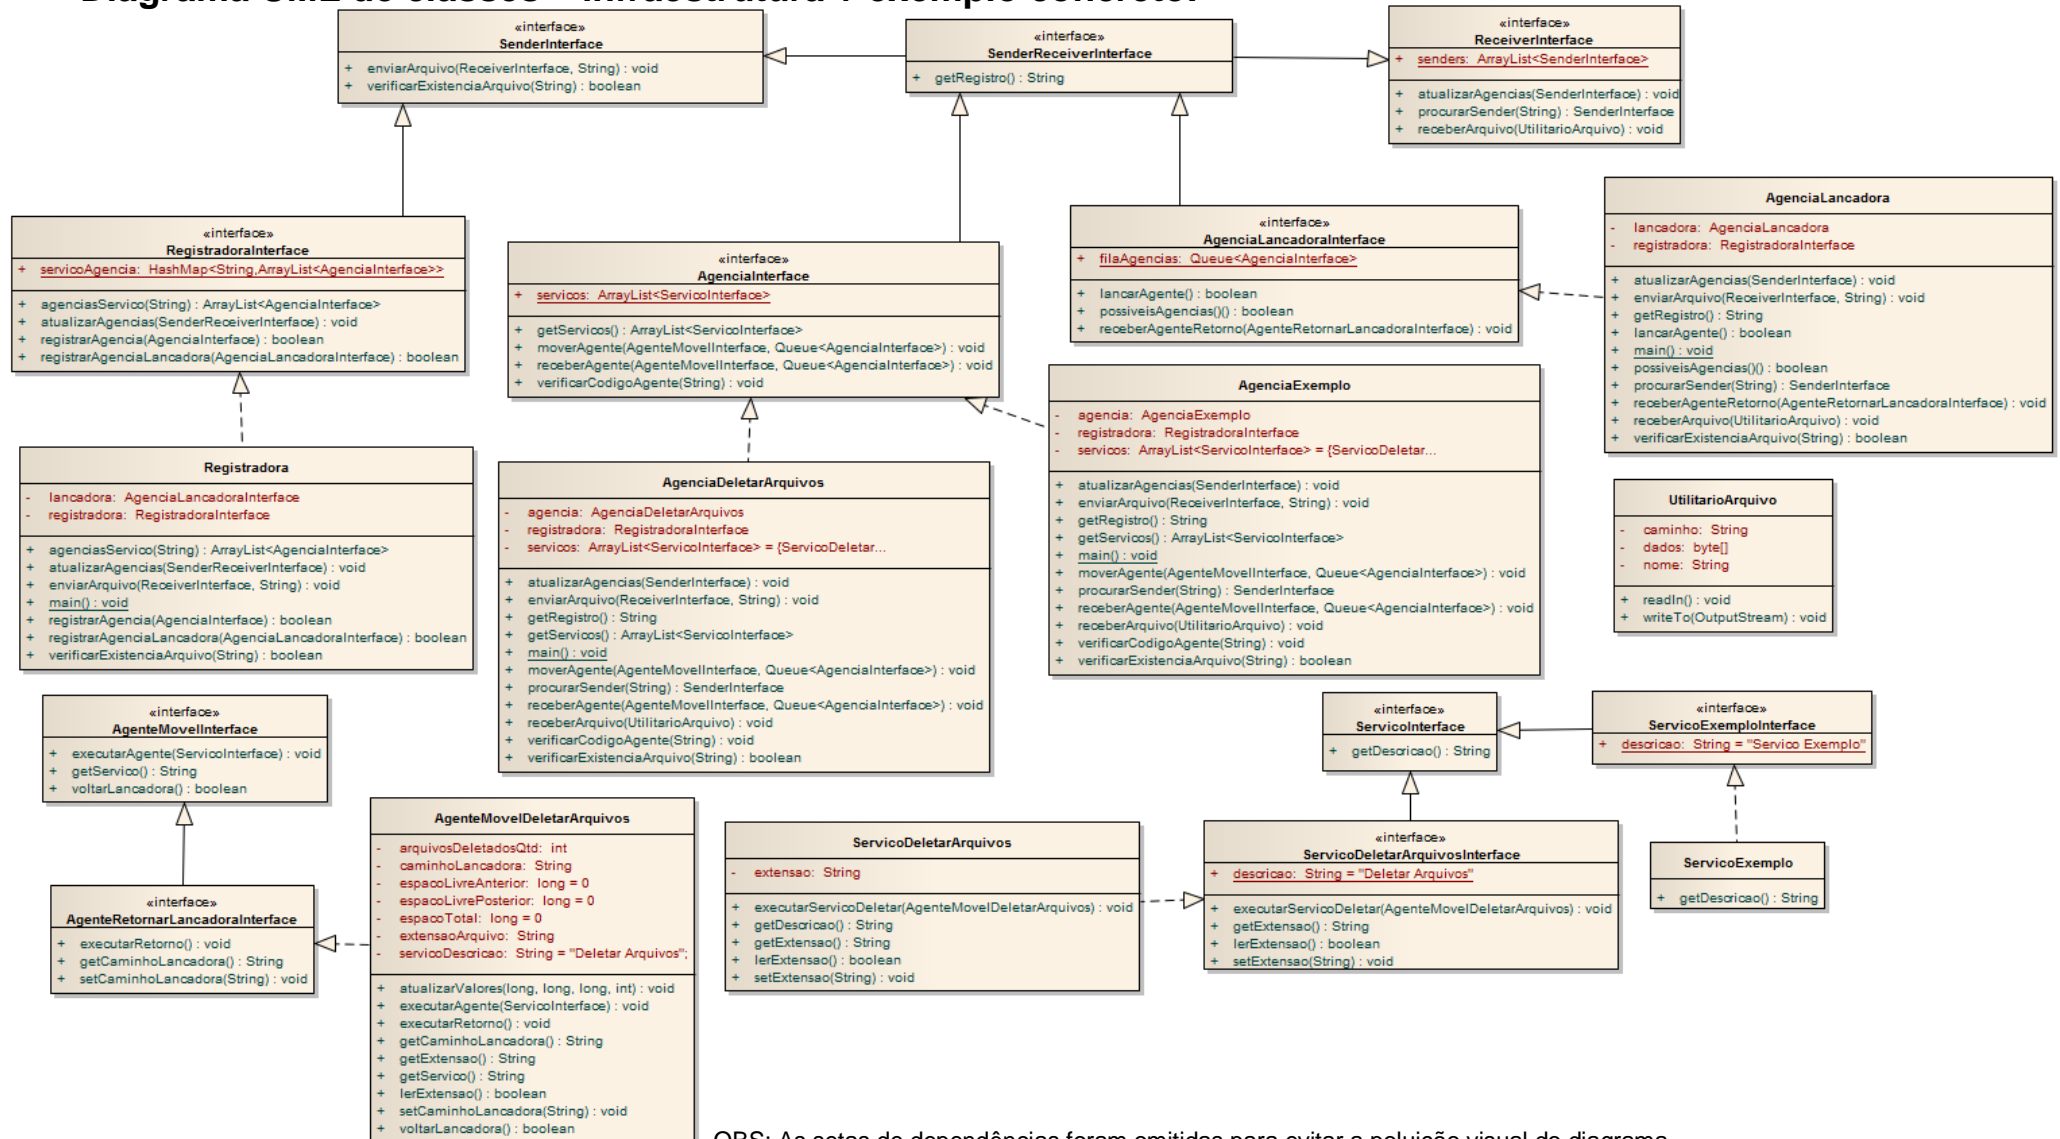 «interface»
SenderInterface
+ enviarArquivo(ReceiverInterface, String) : void
+ verificarExistenciaArquivo(String) : boolean
«interface»
SenderReceiverInterface
+ getRegistro() : String
«interface»
ReceiverInterface
+ senders: ArrayList<SenderInterface>
+ atualizarAgencias(SenderInterface) : void
+ procurarSender(String) : SenderInterface
+ receberArquivo(UtilitarioArquivo) : void
«interface»
RegistradoraInterface
+ servicoAgencia: HashMap<String,ArrayList<AgenciaInterface>>
+ agenciasServico(String) : ArrayList<AgenciaInterface>
+ atualizarAgencias(SenderReceiverInterface) : void
+ registrarAgencia(AgenciaInterface) : boolean
+ registrarAgenciaLancadora(AgenciaLancadoraInterface) : boolean
«interface»
AgenciaInterface
+ servicos: ArrayList<ServicoInterface>
+ getServicos() : ArrayList<ServicoInterface>
+ moverAgente(AgenteMovelInterface, Queue<AgenciaInterface>) : void
+ receberAgente(AgenteMovelInterface, Queue<AgenciaInterface>) : void
+ verificarCodigoAgente(String) : void
«interface»
AgenciaLancadoraInterface
+ filaAgencias: Queue<AgenciaInterface>
+ lancarAgente() : boolean
+ possiveisAgencias()() : boolean
+ receberAgenteRetorno(AgenteRetornarLancadoraInterface) : void
AgenciaLancadora
- lancadora: AgenciaLancadora
- registradora: RegistradoraInterface
+ atualizarAgencias(SenderInterface) : void
+ enviarArquivo(ReceiverInterface, String) : void
+ getRegistro() : String
+ lancarAgente() : boolean
+ main() : void
+ possiveisAgencias()() : boolean
+ procurarSender(String) : SenderInterface
+ receberAgenteRetorno(AgenteRetornarLancadoraInterface) : void
+ receberArquivo(UtilitarioArquivo) : void
+ verificarExistenciaArquivo(String) : boolean
Registradora
- lancadora: AgenciaLancadoraInterface
- registradora: RegistradoraInterface
+ agenciasServico(String) : ArrayList<AgenciaInterface>
+ atualizarAgencias(SenderReceiverInterface) : void
+ enviarArquivo(ReceiverInterface, String) : void
+ main() : void
+ registrarAgencia(AgenciaInterface) : boolean
+ registrarAgenciaLancadora(AgenciaLancadoraInterface) : boolean
+ verificarExistenciaArquivo(String) : boolean
AgenciaDeletarArquivos
- agencia: AgenciaDeletarArquivos
- registradora: RegistradoraInterface
- servicos: ArrayList<ServicoInterface> = {ServicoDeletar...
+ atualizarAgencias(SenderInterface) : void
+ enviarArquivo(ReceiverInterface, String) : void
+ getRegistro() : String
+ getServicos() : ArrayList<ServicoInterface>
+ main() : void
+ moverAgente(AgenteMovelInterface, Queue<AgenciaInterface>) : void
+ procurarSender(String) : SenderInterface
+ receberAgente(AgenteMovelInterface, Queue<AgenciaInterface>) : void
+ receberArquivo(UtilitarioArquivo) : void
+ verificarCodigoAgente(String) : void
+ verificarExistenciaArquivo(String) : boolean
AgenciaExemplo
- agencia: AgenciaExemplo
- registradora: RegistradoraInterface
- servicos: ArrayList<ServicoInterface> = {ServicoDeletar...
+ atualizarAgencias(SenderInterface) : void
+ enviarArquivo(ReceiverInterface, String) : void
+ getRegistro() : String
+ getServicos() : ArrayList<ServicoInterface>
+ main() : void
+ moverAgente(AgenteMovelInterface, Queue<AgenciaInterface>) : void
+ procurarSender(String) : SenderInterface
+ receberAgente(AgenteMovelInterface, Queue<AgenciaInterface>) : void
+ receberArquivo(UtilitarioArquivo) : void
+ verificarCodigoAgente(String) : void
+ verificarExistenciaArquivo(String) : boolean
UtilitarioArquivo
- caminho: String
- dados: byte[]
- nome: String
+ readIn() : void
+ writeTo(OutputStream) : void
«interface»
AgenteMovelInterface
+ executarAgente(ServicoInterface) : void
+ getServico() : String
+ voltarLancadora() : boolean
«interface»
AgenteRetornarLancadoraInterface
+ executarRetorno() : void
+ getCaminhoLancadora() : String
+ setCaminhoLancadora(String) : void
AgenteMovelDeletarArquivos
- arquivosDeletadosQtd: int
- caminhoLancadora: String
- espacoLivreAnterior: long = 0
- espacoLivrePosterior: long = 0
- espacoTotal: long = 0
- extensaoArquivo: String
- servicoDescricao: String = "Deletar Arquivos";
+ atualizarValores(long, long, long, int) : void
+ executarAgente(ServicoInterface) : void
+ executarRetorno() : void
+ getCaminhoLancadora() : String
+ getExtensao() : String
+ getServico() : String
+ lerExtensao() : boolean
+ setCaminhoLancadora(String) : void
+ voltarLancadora() : boolean
ServicoDeletarArquivos
- extensao: String
+ executarServicoDeletar(AgenteMovelDeletarArquivos) : void
+ getDescricao() : String
+ getExtensao() : String
+ lerExtensao() : boolean
+ setExtensao(String) : void
«interface»
ServicoInterface
+ getDescricao() : String
«interface»
ServicoExemploInterface
+ descricao: String = "Servico Exemplo"
«interface»
ServicoDeletarArquivosInterface
+ descricao: String = "Deletar Arquivos"
+ executarServicoDeletar(AgenteMovelDeletarArquivos) : void
+ getExtensao() : String
+ lerExtensao() : boolean
+ setExtensao(String) : void
ServicoExemplo
+ getDescricao() : String
OBS: As setas de dependências foram omitidas para evitar a poluição visual do diagrama